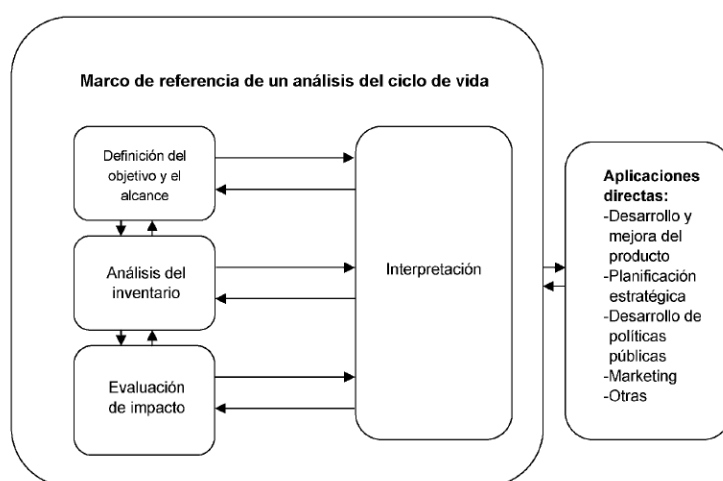 Marco de referencia de un análisis del ciclo de vida
Definición del
objetivo y el
alcance
Análisis del
inventario
Evaluación
de impacto
Interpretación
Aplicaciones
directas:
-Desarrollo y
mejora del
producto
-Planificación
estratégica
-Desarrollo de
políticas
públicas
-Marketing
-Otras